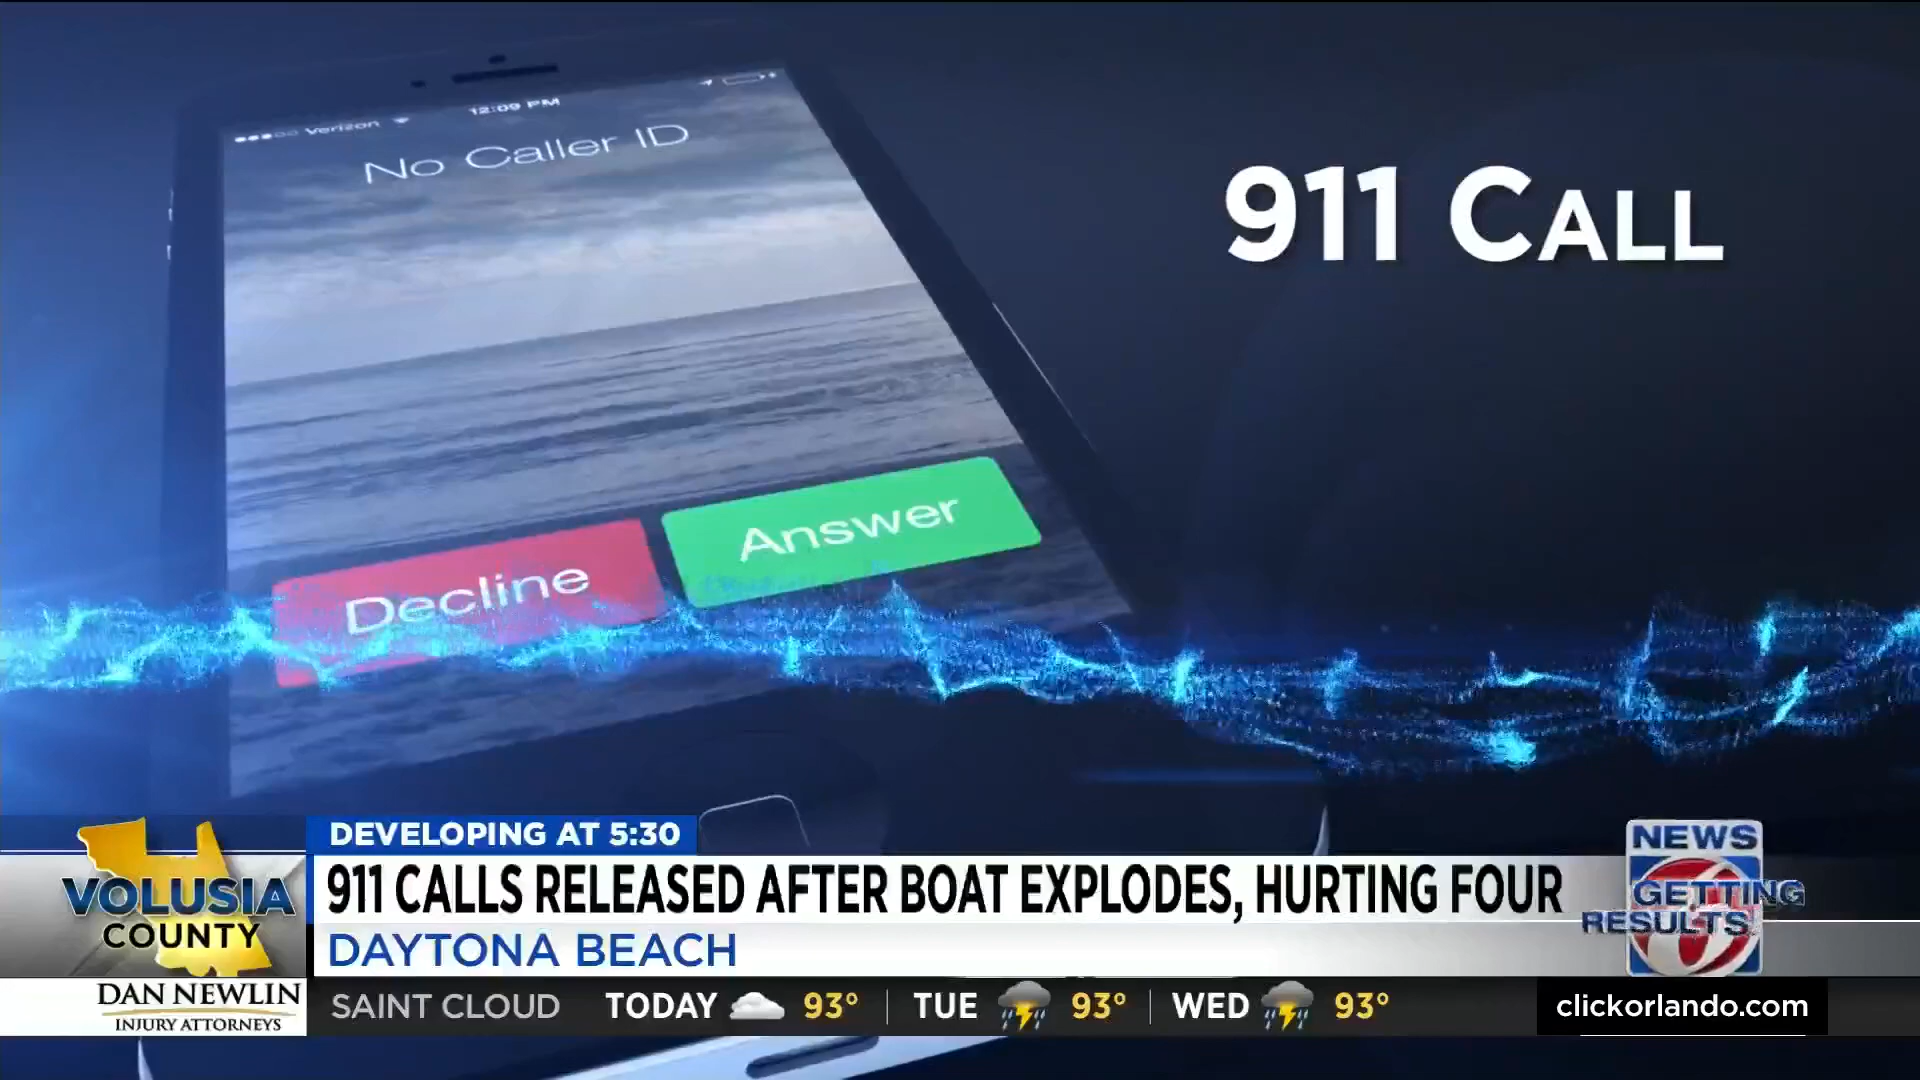 Verizon
12:09 PM
No Caller ID
911 CALL
Answer
Decline
DEVELOPING AT 5:30
911 CALLS RELEASED AFTER BOAT EXPLODES, HURTING FOUR
DAYTONA BEACH
VOLUSIA
COUNTY
NEWS
GETTING
RESULTS
DAN NEWLIN
INJURY ATTORNEYS
SAINT CLOUD TODAY 93° TUE 93° WED 93°
clickorlando.com